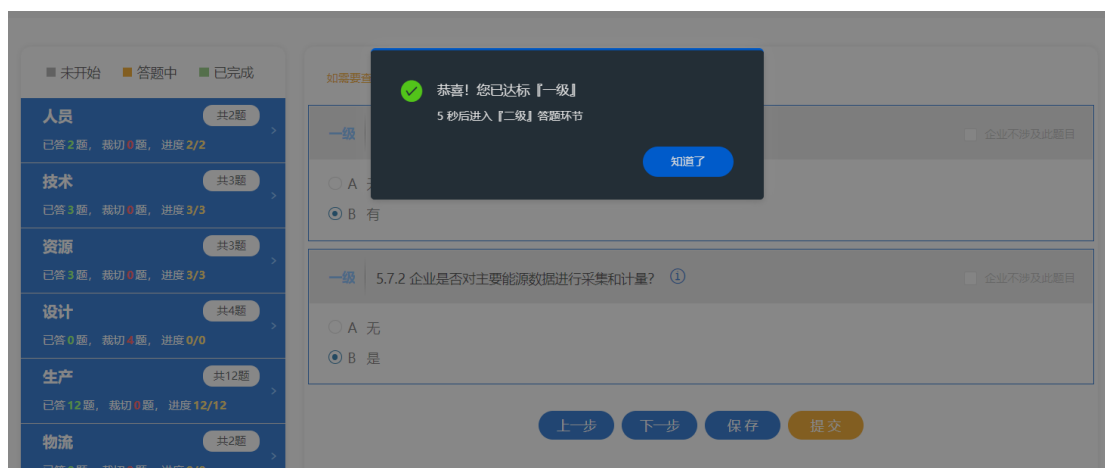 未开始 答题中 已完成
人员 共2题
已答2题，裁切0题，进度2/2
技术 共3题
已答3题，裁切0题，进度3/3
资源 共3题
已答3题，裁切0题，进度3/3
设计 共4题
已答0题，裁切4题，进度0/0
生产 共12题
已答12题，裁切0题，进度12/12
物流 共2题
如需要直
恭喜！您已达标『一级』
5 秒后进入『二级』答题环节
知道了
一级 企业不涉及此题目
A
B 有
一级 5.7.2 企业是否对主要能源数据进行采集和计量？ 企业不涉及此题目
A 无
B 是
上一步 下一步 保存 提交